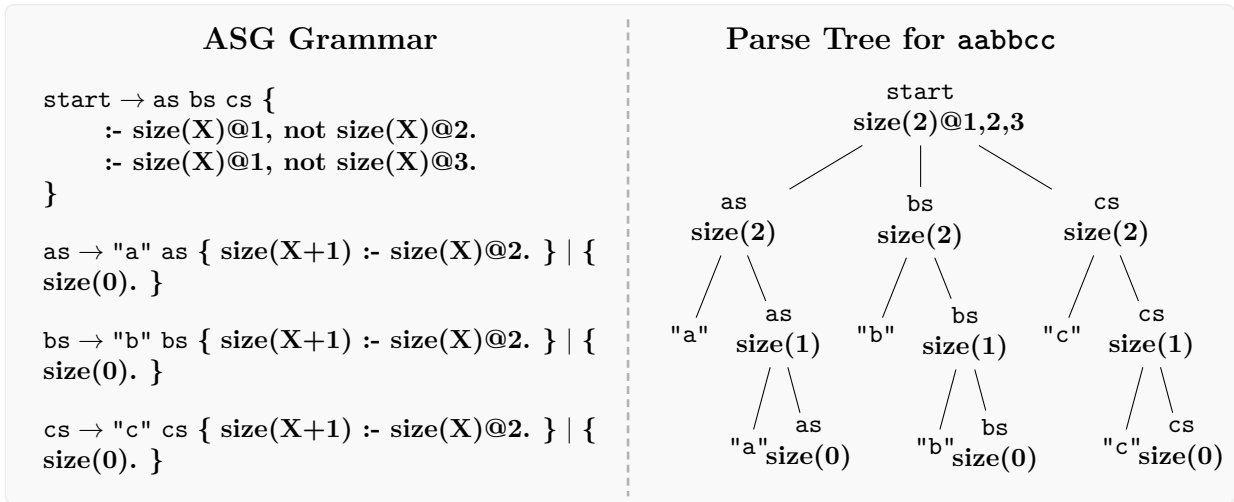 ASG Grammar
start → as bs cs {
:- size(X)@1, not size(X)@2.
:- size(X)@1, not size(X)@3.
}
as → "a" as { size(X+1) :- size(X)@2. } | {
size(0). }
bs → "b" bs { size(X+1) :- size(X)@2. } | {
size(0). }
cs → "c" cs { size(X+1) :- size(X)@2. } | {
size(0). }
Parse Tree for aabbcc
start
size(2)@1,2,3
as bs cs
size(2) size(2) size(2)
"a" as "b" bs "c" cs
size(1) size(1) size(1)
"a" as "b" bs "c" cs
size(0) size(0) size(0)